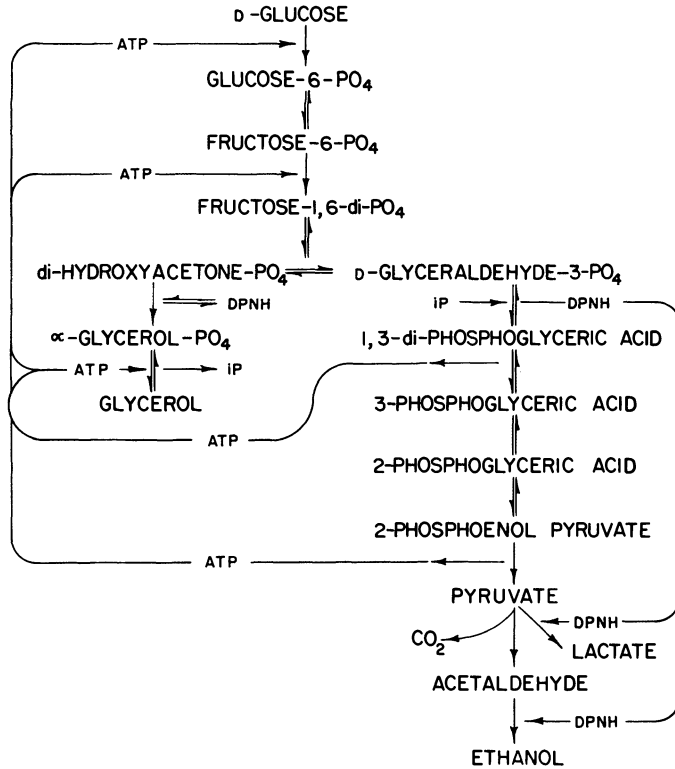 D-GLUCOSE
ATP
GLUCOSE-6-PO4
FRUCTOSE-6-PO4
ATP
FRUCTOSE-1,6-di-PO4
di-HYDROXYACETONE-PO4
D-GLYCERALDEHYDE-3-PO4
DPNH
iP
DPNH
∝-GLYCEROL-PO4
1,3-di-PHOSPHOGLYCERIC ACID
ATP
iP
GLYCEROL
3-PHOSPHOGLYCERIC ACID
ATP
2-PHOSPHOGLYCERIC ACID
2-PHOSPHOENOL PYRUVATE
ATP
PYRUVATE
DPNH
CO2
LACTATE
ACETALDEHYDE
DPNH
ETHANOL